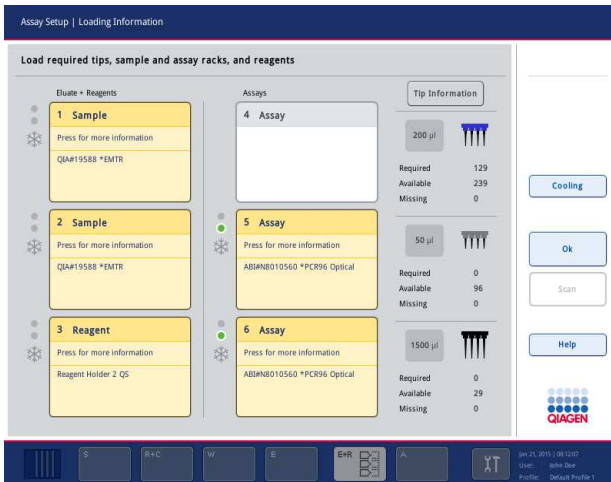 Assay Setup | Loading Information
Load required tips, sample and assay racks, and reagents
Eluate + Reagents
Assays
Tip Information
1 Sample
Press for more information
QIA#19588 *EMTR
4 Assay
200 µl
Required 129
Available 239
Missing 0
2 Sample
Press for more information
QIA#19588 *EMTR
5 Assay
Press for more information
ABI#N8010560 *PCR96 Optical
50 µl
Required 0
Available 96
Missing 0
3 Reagent
Press for more information
Reagent Holder 2 QS
6 Assay
Press for more information
ABI#N8010560 *PCR96 Optical
1500 µl
Required 0
Available 29
Missing 0
Cooling
Ok
Scan
Help
QIAGEN
S
R+C
W
E
E+R
A
Jan 21, 2015 | 08:12:07
User: John Doe
Profile: Default Profile 1